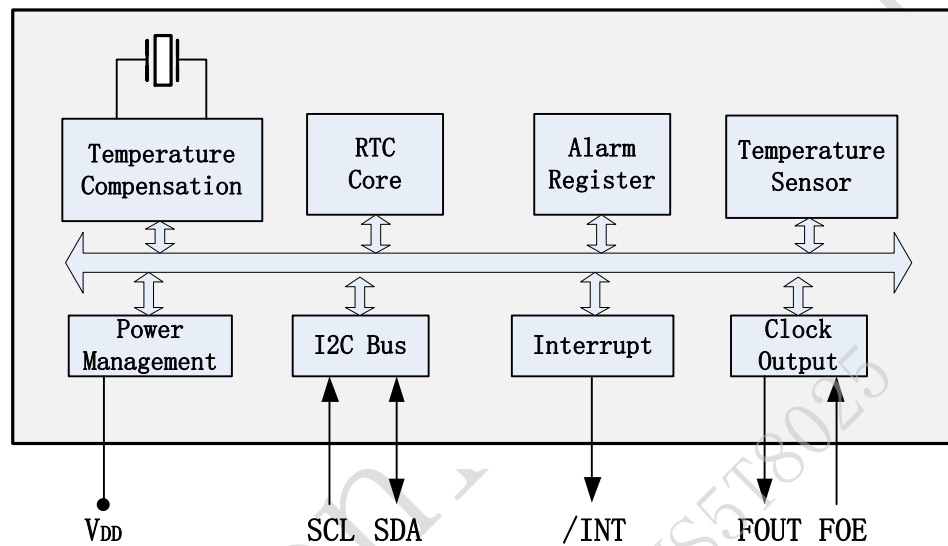 Temperature
Compensation
RTC
Core
Alarm
Register
Temperature
Sensor
Power
Management
I2C Bus
Interrupt
Clock
Output
VDD
SCL SDA
/INT
FOUT FOE